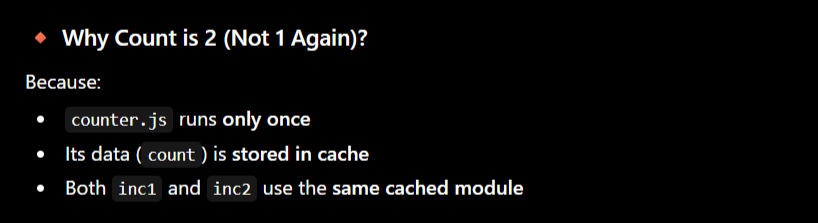 Why Count is 2 (Not 1 Again)?
Because:
counter.js runs only once
Its data (count) is stored in cache
Both inc1 and inc2 use the same cached module